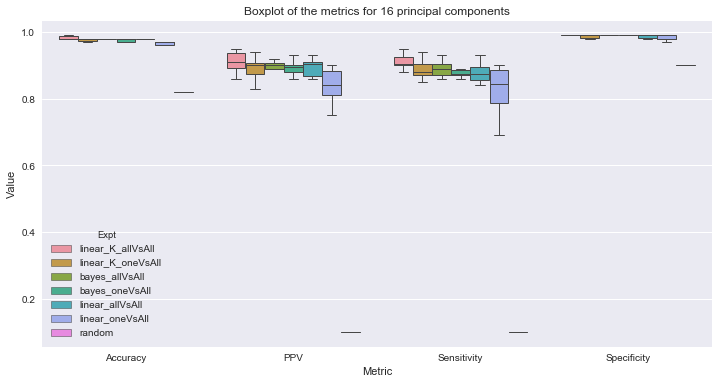 Boxplot of the metrics for 16 principal components
1.0
0.8
0.6
0.4
0.2
Value
Expt
linear_K_allVsAll
linear_K_oneVsAll
bayes_allVsAll
bayes_oneVsAll
linear_allVsAll
linear_oneVsAll
random
Accuracy PPV Sensitivity Specificity
Metric